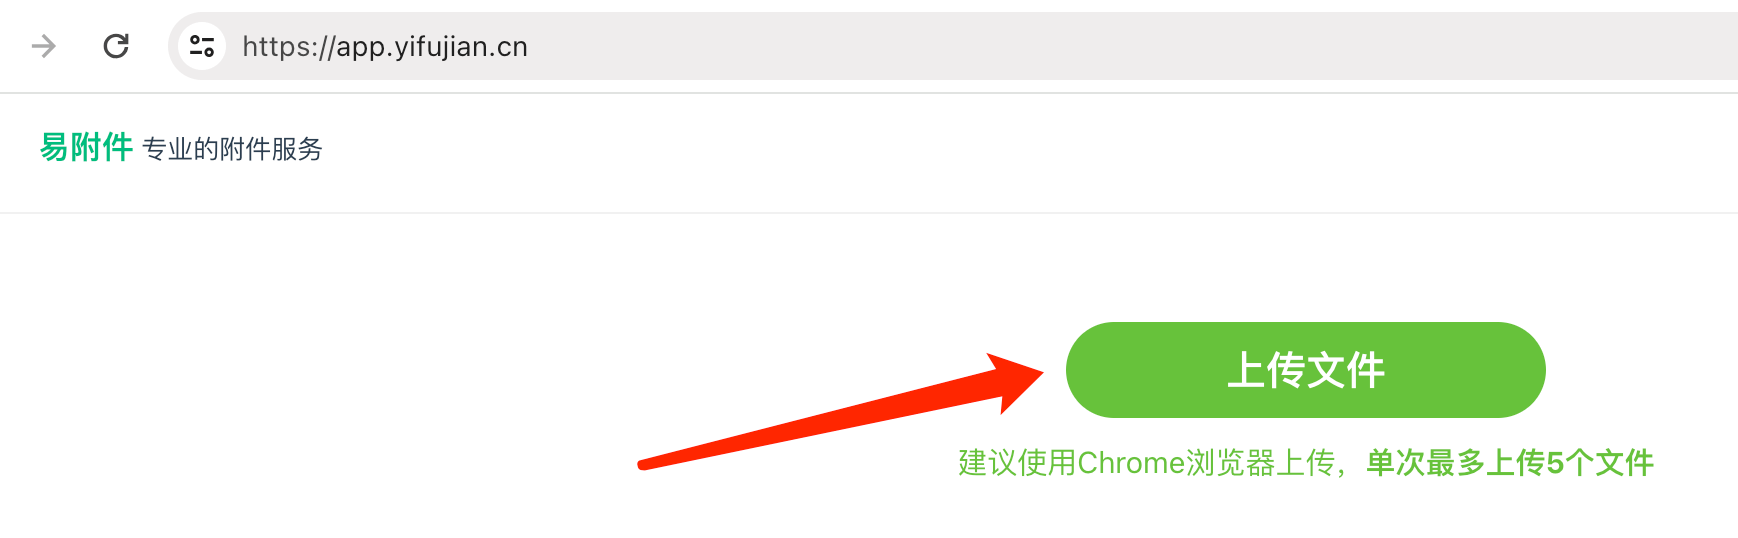 https://app.yifujian.cn
易附件 专业的附件服务
上传文件
建议使用Chrome浏览器上传，单次最多上传5个文件